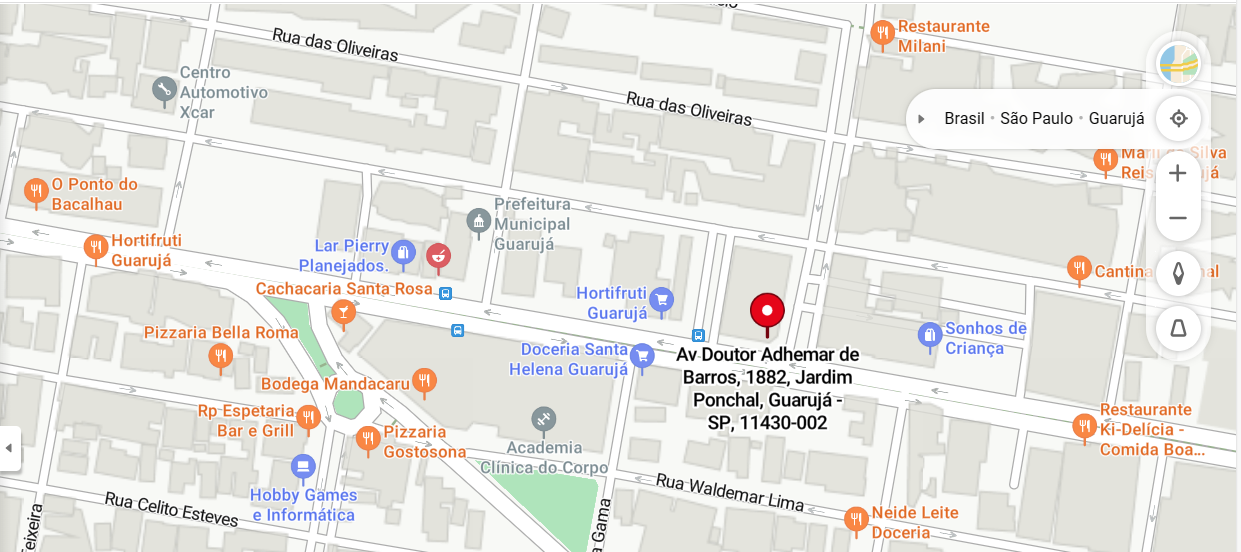 Restaurante
Milani
Rua das Oliveiras
Centro
Automotivo
Xcar
Rua das Oliveiras
Brasil • São Paulo • Guarujá
Silva
O Ponto do
Bacalhau
Prefeitura
Municipal
Guarujá
Hortifruti
Guarujá
Lar Pierry
Planejados.
Cantina
Cachacaria Santa Rosa
Hortifruti
Guarujá
Pizzaria Bella Roma
Sonhos de
Criança
Doceria Santa
Helena Guarujá
Av Doutor Adhemar de
Barros, 1882, Jardim
Ponchal, Guarujá -
SP, 11430-002
Bodega Mandacaru
Rp Espetaria
Bar e Grill
Restaurante
Ki-Delícia -
Comida Boa...
Pizzaria
Gostosona
Academia
Clínica do Corpo
Hobby Games
e Informática
Rua Waldemar Lima
Rua Celito Esteves
Neide Leite
Doceria
eixeira
a Gama